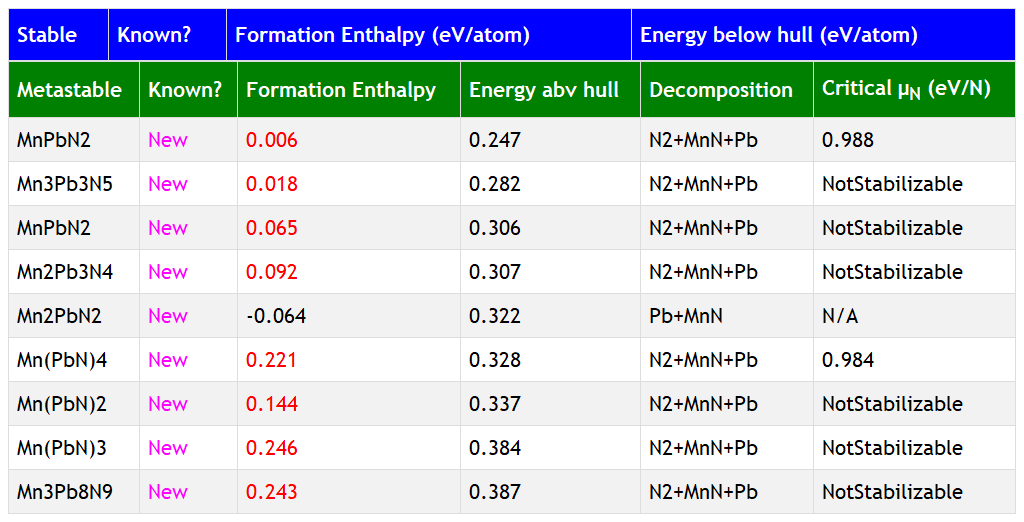 Stable Known? Formation Enthalpy (eV/atom) Energy below hull (eV/atom)
Metastable Known? Formation Enthalpy Energy abv hull Decomposition Critical μN (eV/N)
MnPbN2 New 0.006 0.247 N2+MnN+Pb 0.988
Mn3Pb3N5 New 0.018 0.282 N2+MnN+Pb NotStabilizable
MnPbN2 New 0.065 0.306 N2+MnN+Pb NotStabilizable
Mn2Pb3N4 New 0.092 0.307 N2+MnN+Pb NotStabilizable
Mn2PbN2 New -0.064 0.322 Pb+MnN N/A
Mn(PbN)4 New 0.221 0.328 N2+MnN+Pb 0.984
Mn(PbN)2 New 0.144 0.337 N2+MnN+Pb NotStabilizable
Mn(PbN)3 New 0.246 0.384 N2+MnN+Pb NotStabilizable
Mn3Pb8N9 New 0.243 0.387 N2+MnN+Pb NotStabilizable